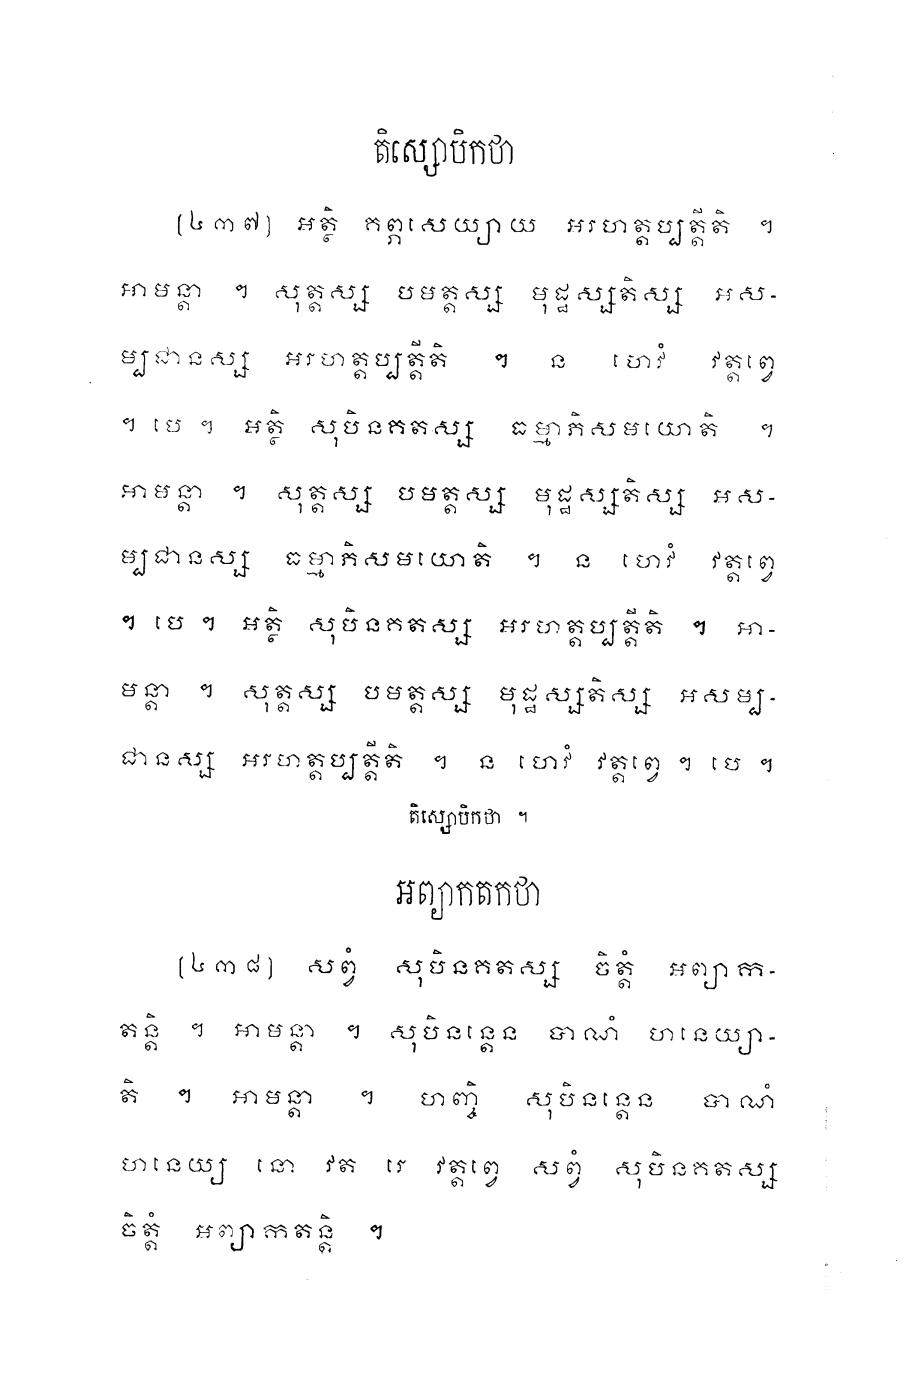 តិស្សោបិកថា
(៤៣៧) អត្ថិ គព្ភសេយ្យាយ អរហត្តប្បត្តីតិ ។
អាមន្តា ។ សុត្តស្ស បមត្តស្ស មុដ្ឋស្សតិស្ស អស-
ម្បជានស្ស អរហត្តប្បត្តីតិ ។ ន ហេវំ វត្តព្វេ
។ បេ ។ អត្ថិ សុបិនគតស្ស ធម្មាភិសមយោតិ ។
អាមន្តា ។ សុត្តស្ស បមត្តស្ស មុដ្ឋស្សតិស្ស អស-
ម្បជានស្ស ធម្មាភិសមយោតិ ។ ន ហេវំ វត្តព្វេ
។ បេ ។ អត្ថិ សុបិនគតស្ស អរហត្តប្បត្តីតិ ។ អា-
មន្តា ។ សុត្តស្ស បមត្តស្ស មុដ្ឋស្សតិស្ស អសម្ប-
ជានស្ស អរហត្តប្បត្តីតិ ។ ន ហេវំ វត្តព្វេ ។ បេ ។
តិស្សោបិកថា ។
អព្យាកតកថា
(៤៣៨) សព្វំ សុបិនគតស្ស ចិត្តំ អព្យាក-
តន្តិ ។ អាមន្តា ។ សុបិនន្តេន បាណំ ហនេយ្យា-
តិ ។ អាមន្តា ។ ហញ្ចិ សុបិនន្តេន បាណំ
ហនេយ្យ នោ វត រេ វត្តព្វេ សព្វំ សុបិនគតស្ស
ចិត្តំ អព្យាកតន្តិ ។